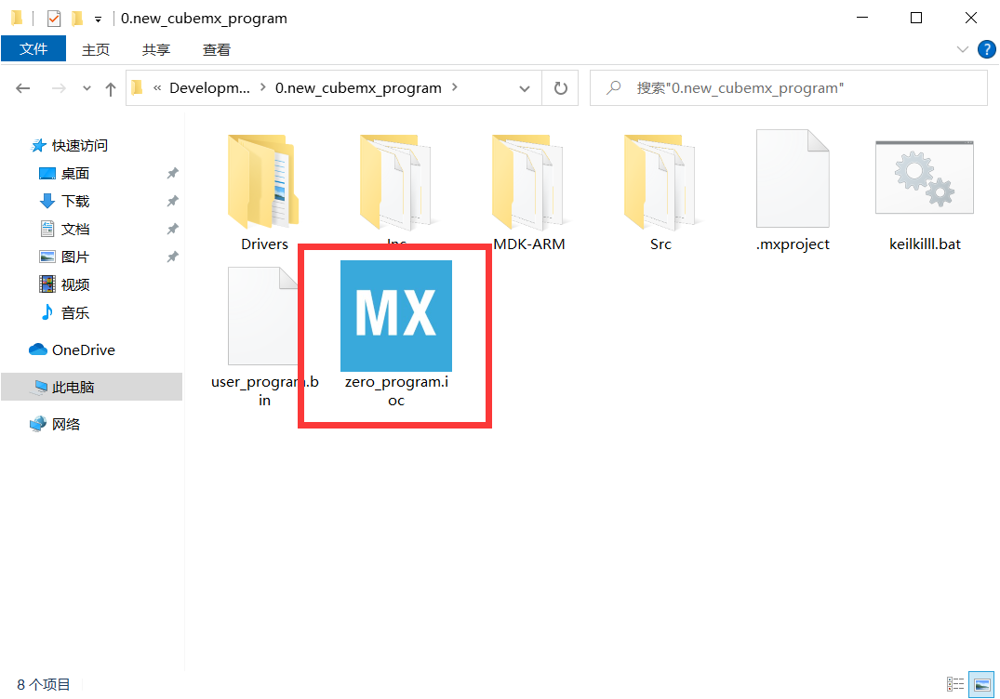 0.new_cubemx_program
文件 主页 共享 查看
« Developm... > 0.new_cubemx_program >
搜索"0.new_cubemx_program"
快速访问
桌面
下载
文档
图片
视频
音乐
OneDrive
此电脑
网络
Drivers
Inc
MDK-ARM
Src
.mxproject
keilkilll.bat
user_program.b
in
MX
zero_program.i
oc
8 个项目